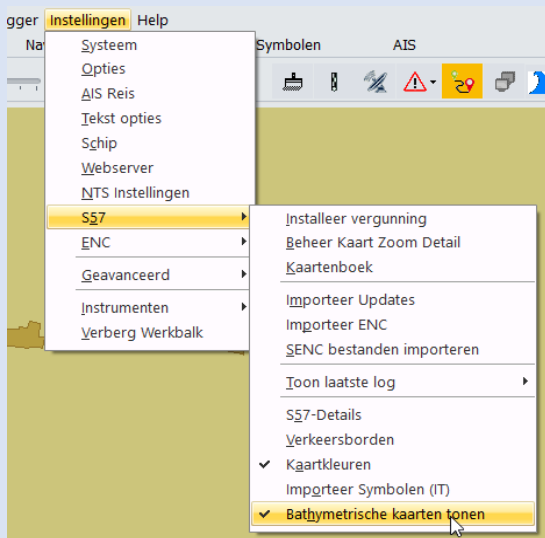 gger Instellingen Help
Na Symbolen AIS
Systeem
Opties
AIS Reis
Tekst opties
Schip
Webserver
NTS Instellingen
S57
ENC
Geavanceerd
Instrumenten
Verberg Werkbalk
Installeer vergunning
Beheer Kaart Zoom Detail
Kaartenboek
Importeer Updates
Importeer ENC
SENC bestanden importeren
Toon laatste log
S57-Details
Verkeersborden
Kaartkleuren
Importeer Symbolen (IT)
Bathymetrische kaarten tonen